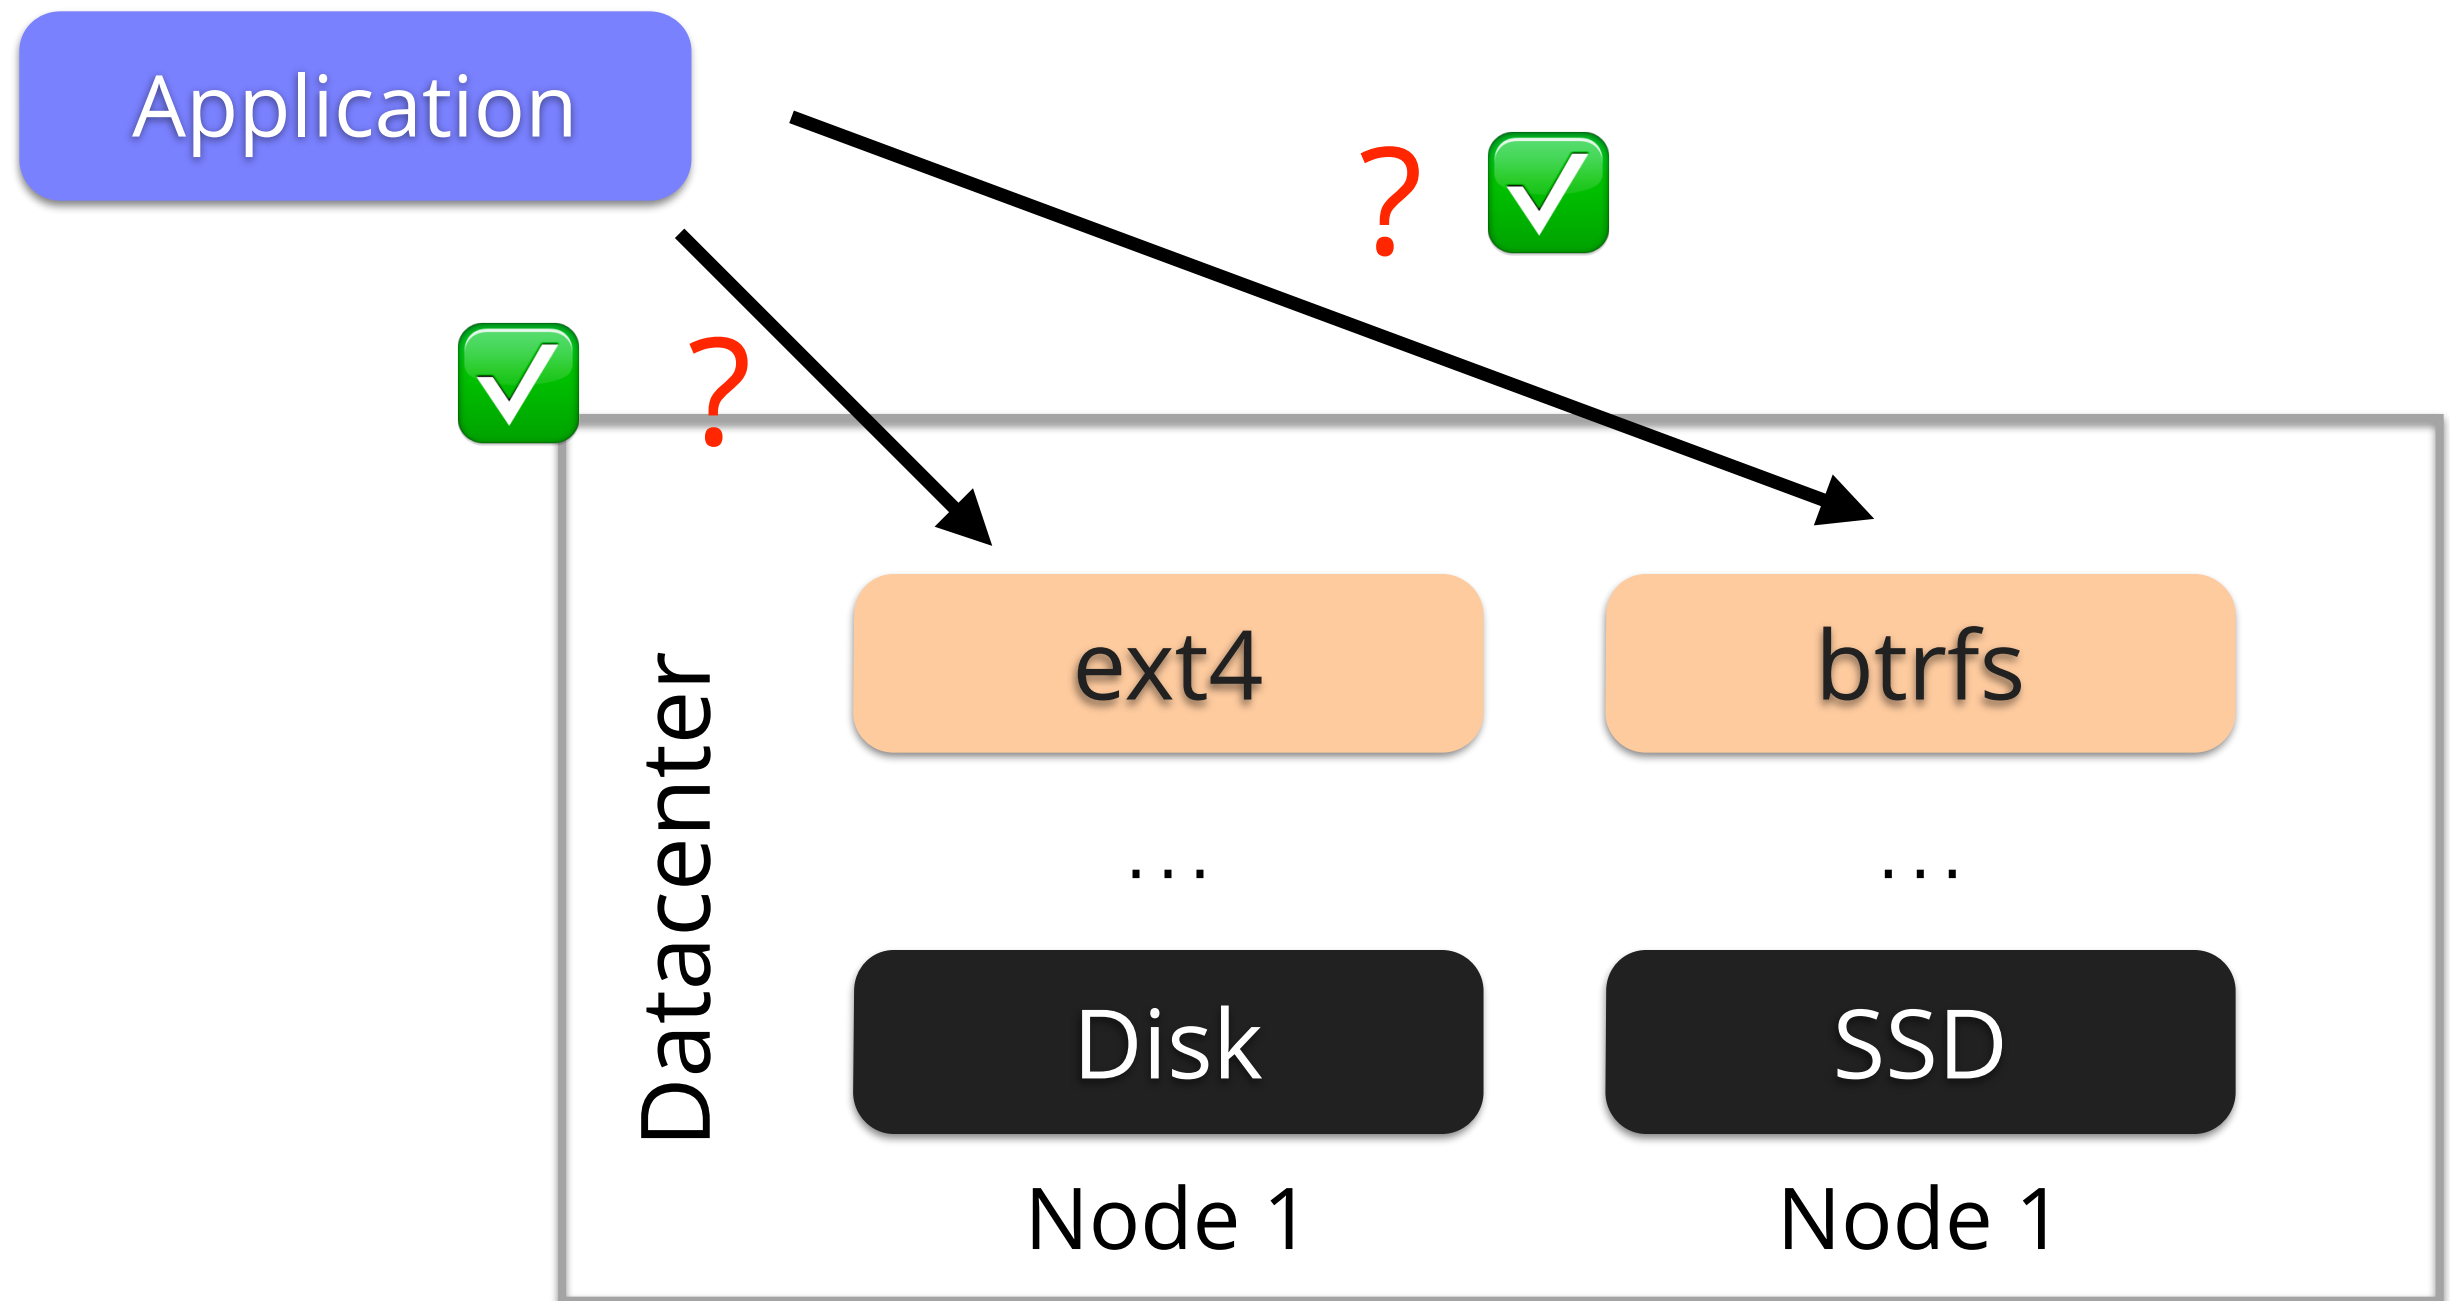 Application
?
?
Datacenter
ext4
btrfs
...
...
Disk
SSD
Node 1
Node 1